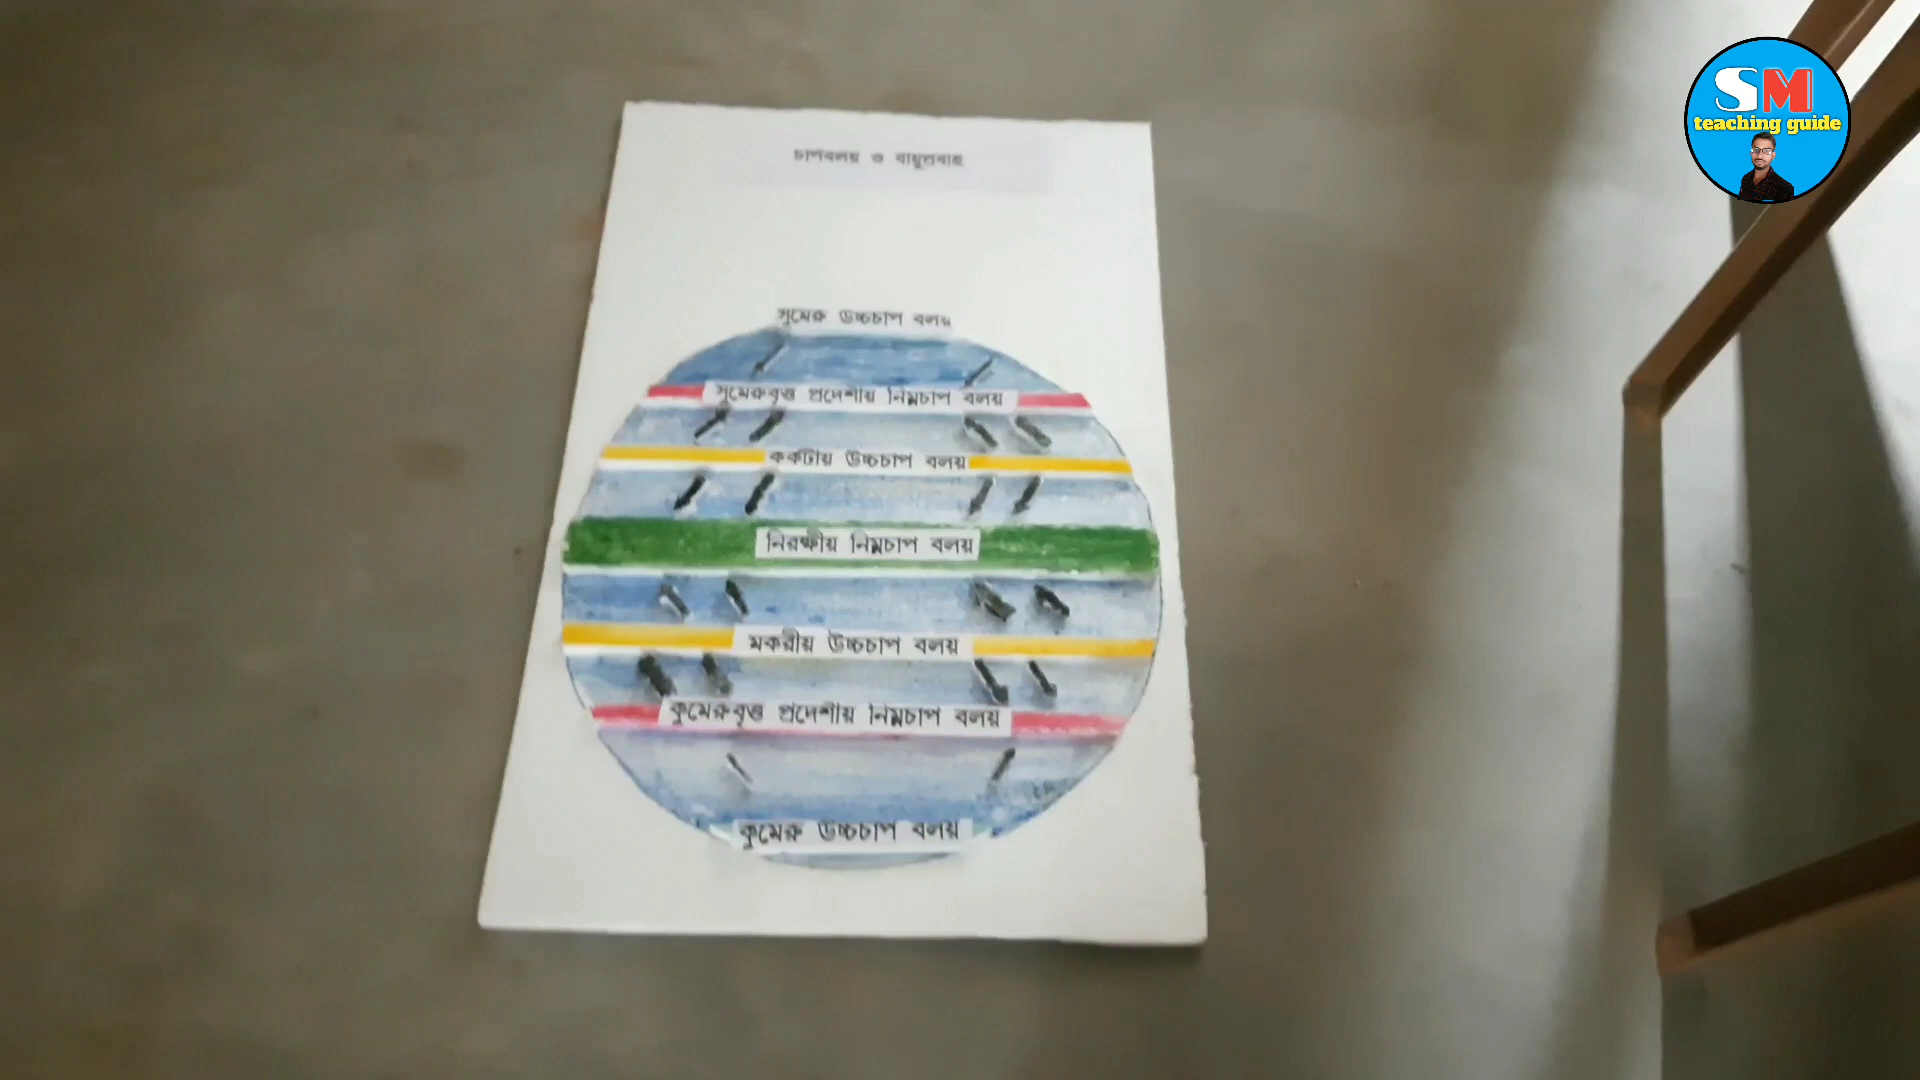 SM
teaching guide
চাপবলয় ও বায়ুপ্রবাহ
সুমেরু উচ্চচাপ বলয়
সুমেরুবৃত্ত প্রদেশীয় নিম্নচাপ বলয়
কর্কটীয় উচ্চচাপ বলয়
নিরক্ষীয় নিম্নচাপ বলয়
মকরীয় উচ্চচাপ বলয়
কুমেরুবৃত্ত প্রদেশীয় নিম্নচাপ বলয়
কুমেরু উচ্চচাপ বলয়